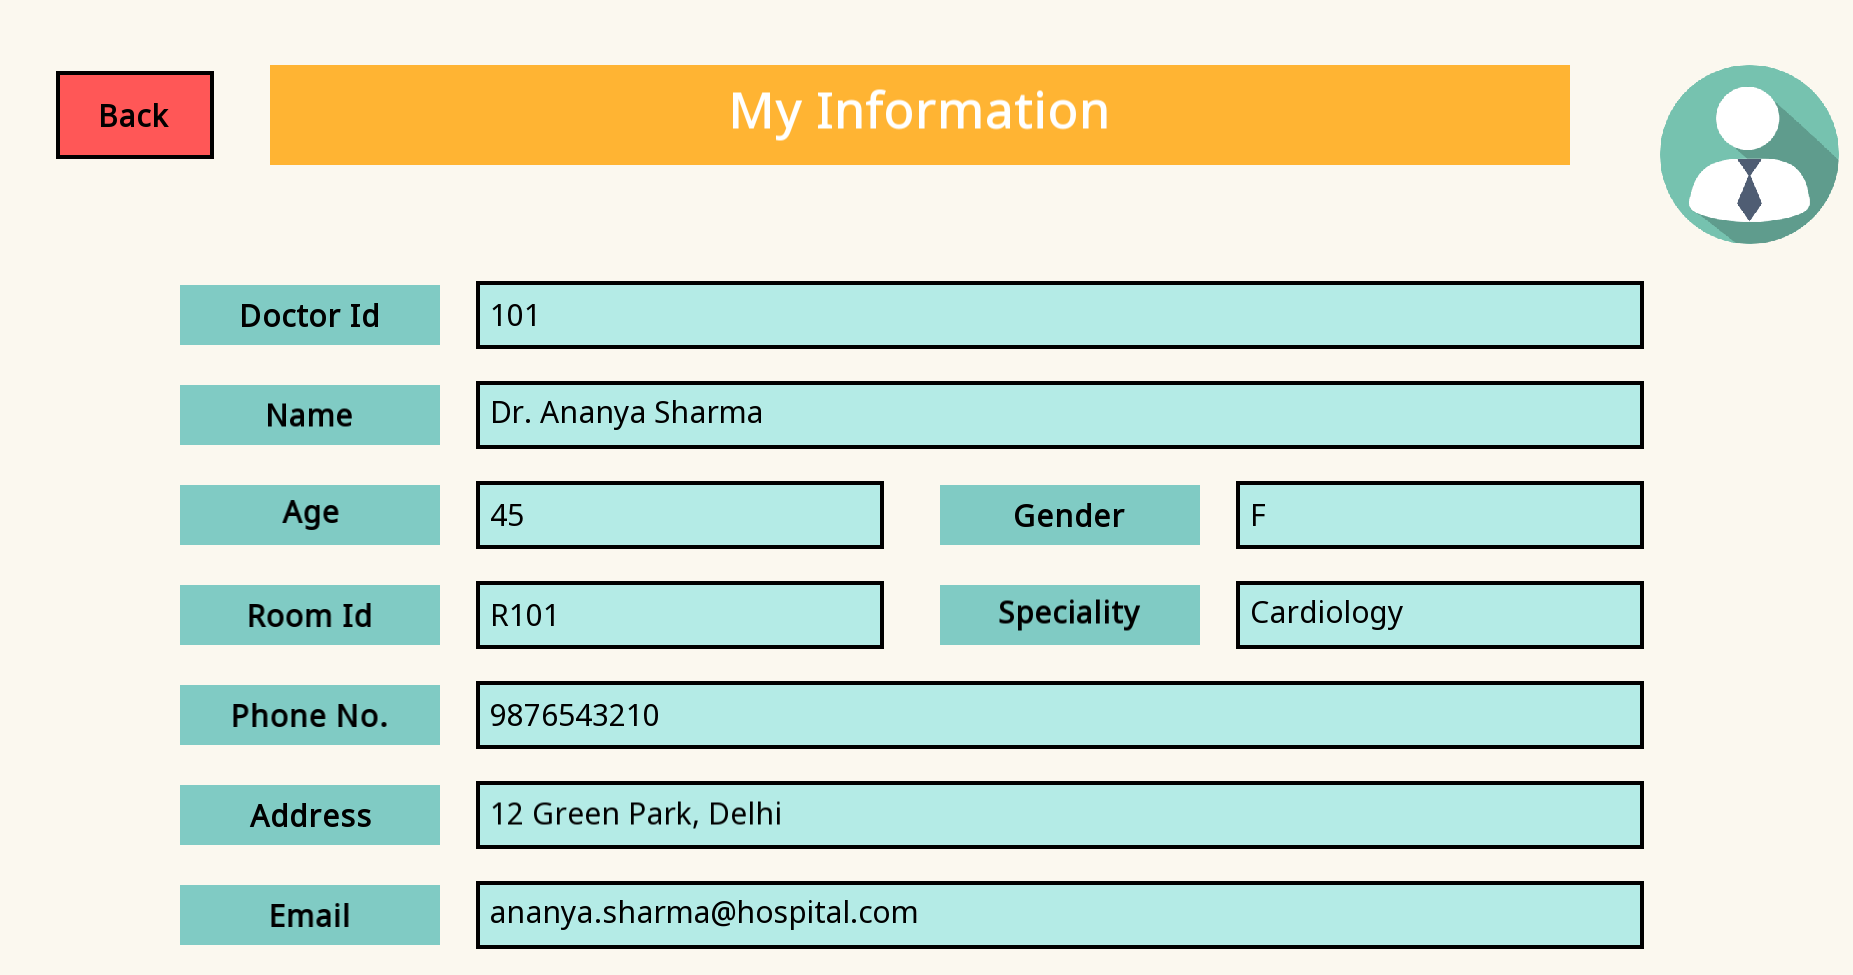 Back
My Information
Doctor Id 101
Name Dr. Ananya Sharma
Age 45 Gender F
Room Id R101 Speciality Cardiology
Phone No. 9876543210
Address 12 Green Park, Delhi
Email ananya.sharma@hospital.com